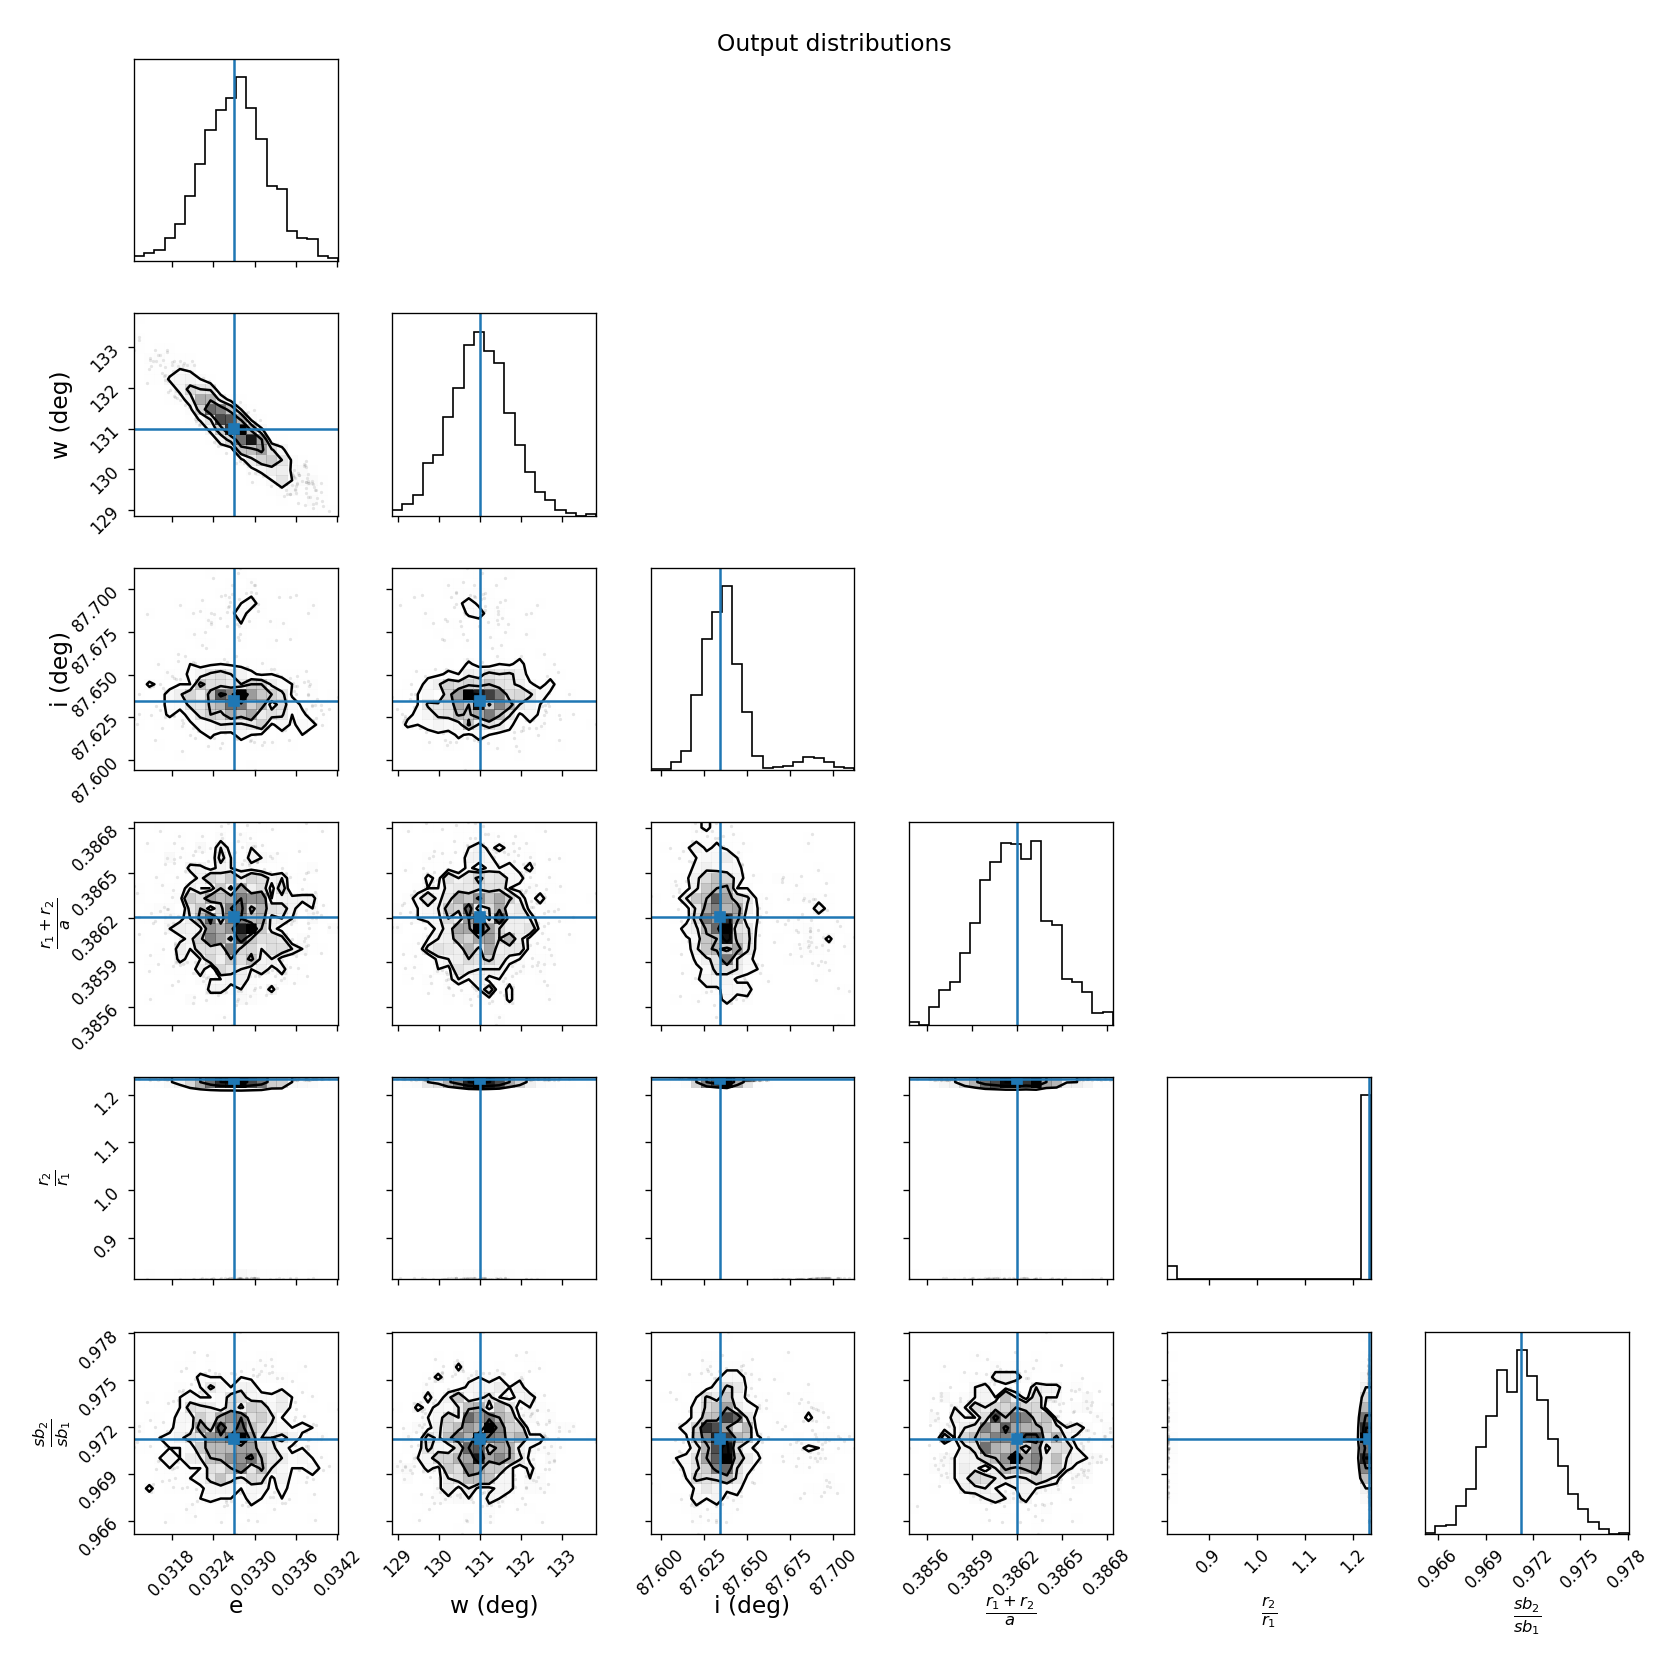 Output distributions
w (deg)
133
132
131
130
129
i (deg)
87.700
87.675
87.650
87.625
87.600
r₁ + r₂
a
0.3868
0.3865
0.3862
0.3859
0.3856
r₂
r₁
1.2
1.1
1.0
0.9
sb₂
sb₁
0.978
0.975
0.972
0.969
0.966
0.0318 0.0324 0.0330 0.0336 0.0342
129 130 131 132 133
87.600 87.625 87.650 87.675 87.700
0.3856 0.3859 0.3862 0.3865 0.3868
0.9 1.0 1.1 1.2
0.966 0.969 0.972 0.975 0.978
e
w (deg)
i (deg)
r₁ + r₂
a
r₂
r₁
sb₂
sb₁